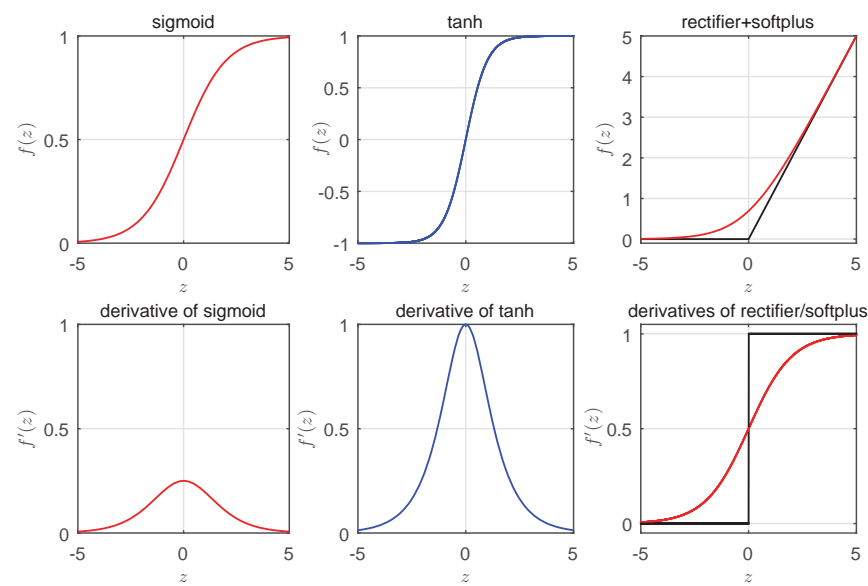 sigmoid
1
0.5
0
-5
0
5
f(z)
z
tanh
1
0.5
0
-0.5
-1
-5
0
5
f(z)
z
rectifier+softplus
5
4
3
2
1
0
-5
0
5
f(z)
z
derivative of sigmoid
1
0.5
0
-5
0
5
f'(z)
z
derivative of tanh
1
0.5
0
-5
0
5
f'(z)
z
derivatives of rectifier/softplus
1
0.5
0
-5
0
5
f'(z)
z